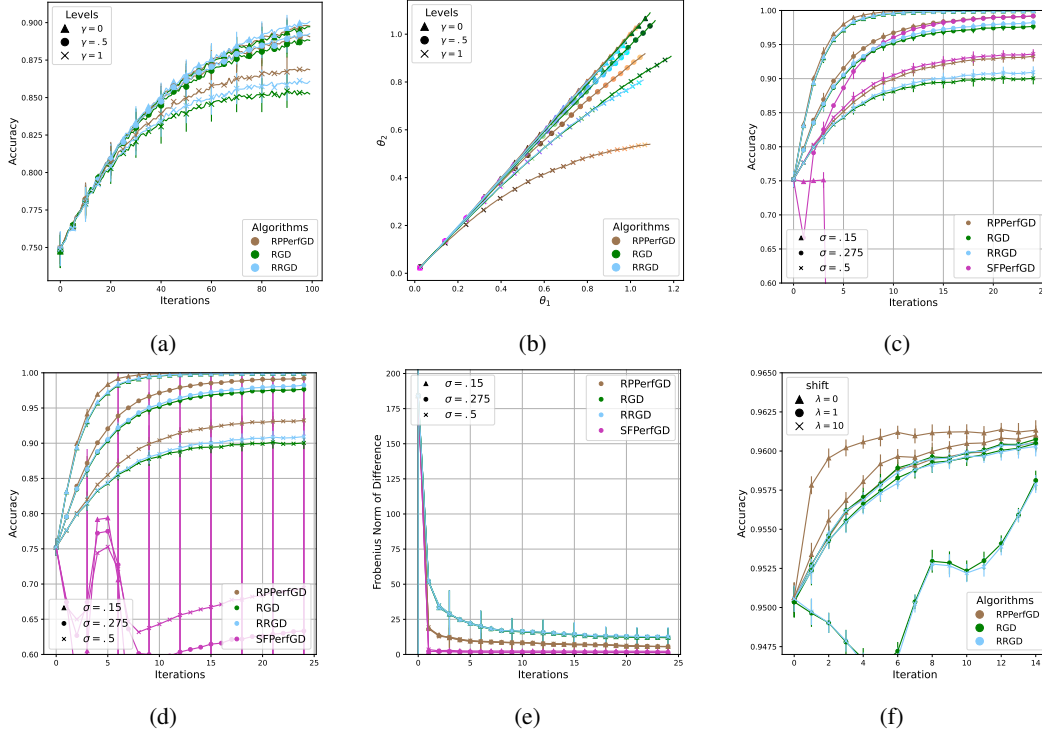 Levels
γ = 0
γ = .5
γ = 1
Algorithms
RPPerfGD
RGD
RRGD
Accuracy
0.900
0.875
0.850
0.825
0.800
0.775
0.750
0 20 40 60 80 100
Iterations
(a)
Levels
γ = 0
γ = .5
γ = 1
Algorithms
RPPerfGD
RGD
RRGD
θ2
1.0
0.8
0.6
0.4
0.2
0.0
0.0 0.2 0.4 0.6 0.8 1.0 1.2
θ1
(b)
Accuracy
1.00
0.95
0.90
0.85
0.80
0.75
0.70
0.65
0.60
σ = .15
σ = .275
σ = .5
RPPerfGD
RGD
RRGD
SFPerfGD
0 5 10 15 20 25
Iterations
(c)
Accuracy
1.00
0.95
0.90
0.85
0.80
0.75
0.70
0.65
0.60
σ = .15
σ = .275
σ = .5
RPPerfGD
RGD
RRGD
SFPerfGD
0 5 10 15 20 25
Iterations
(d)
Frobenius Norm of Difference
200
175
150
125
100
75
50
25
0
σ = .15
σ = .275
σ = .5
RPPerfGD
RGD
RRGD
SFPerfGD
0 5 10 15 20 25
Iterations
(e)
shift
λ = 0
λ = 1
λ = 10
Algorithms
RPPerfGD
RGD
RRGD
Accuracy
0.9650
0.9625
0.9600
0.9575
0.9550
0.9525
0.9500
0.9475
0 2 4 6 8 10 12 14
Iteration
(f)